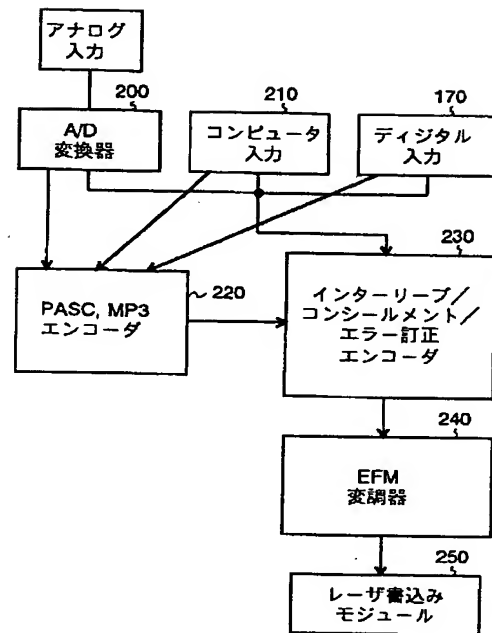 アナログ
入力
200
A/D
変換器
210
コンピュータ
入力
170
ディジタル
入力
220
PASC, MP3
エンコーダ
230
インターリーブ/
コンシールメント/
エラー訂正
エンコーダ
240
EFM
変調器
250
レーザ書込み
モジュール